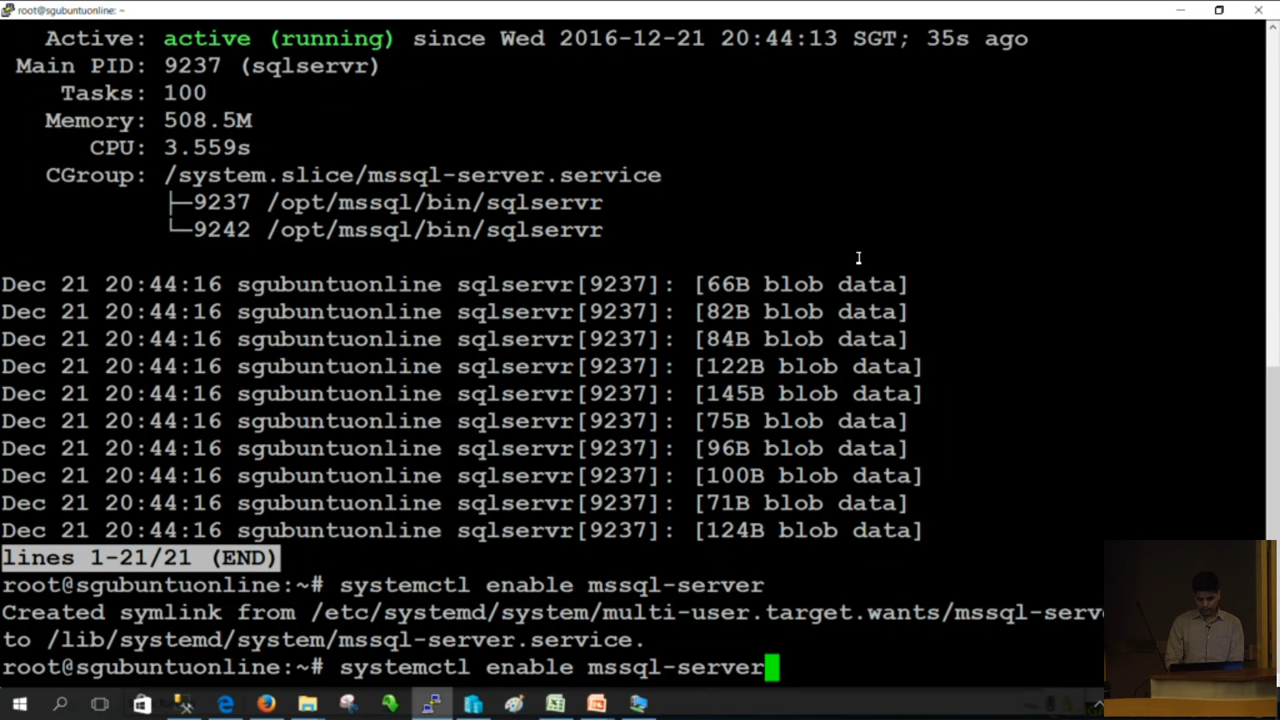 root@sgubuntuonline: ~
Active: active (running) since Wed 2016-12-21 20:44:13 SGT; 35s ago
Main PID: 9237 (sqlservr)
Tasks: 100
Memory: 508.5M
CPU: 3.559s
CGroup: /system.slice/mssql-server.service
├─9237 /opt/mssql/bin/sqlservr
└─9242 /opt/mssql/bin/sqlservr
Dec 21 20:44:16 sgubuntuonline sqlservr[9237]: [66B blob data]
Dec 21 20:44:16 sgubuntuonline sqlservr[9237]: [82B blob data]
Dec 21 20:44:16 sgubuntuonline sqlservr[9237]: [84B blob data]
Dec 21 20:44:16 sgubuntuonline sqlservr[9237]: [122B blob data]
Dec 21 20:44:16 sgubuntuonline sqlservr[9237]: [145B blob data]
Dec 21 20:44:16 sgubuntuonline sqlservr[9237]: [75B blob data]
Dec 21 20:44:16 sgubuntuonline sqlservr[9237]: [96B blob data]
Dec 21 20:44:16 sgubuntuonline sqlservr[9237]: [100B blob data]
Dec 21 20:44:16 sgubuntuonline sqlservr[9237]: [71B blob data]
Dec 21 20:44:16 sgubuntuonline sqlservr[9237]: [124B blob data]
lines 1-21/21 (END)
root@sgubuntuonline:~# systemctl enable mssql-server
Created symlink from /etc/systemd/system/multi-user.target.wants/mssql-serv
to /lib/systemd/system/mssql-server.service.
root@sgubuntuonline:~# systemctl enable mssql-server